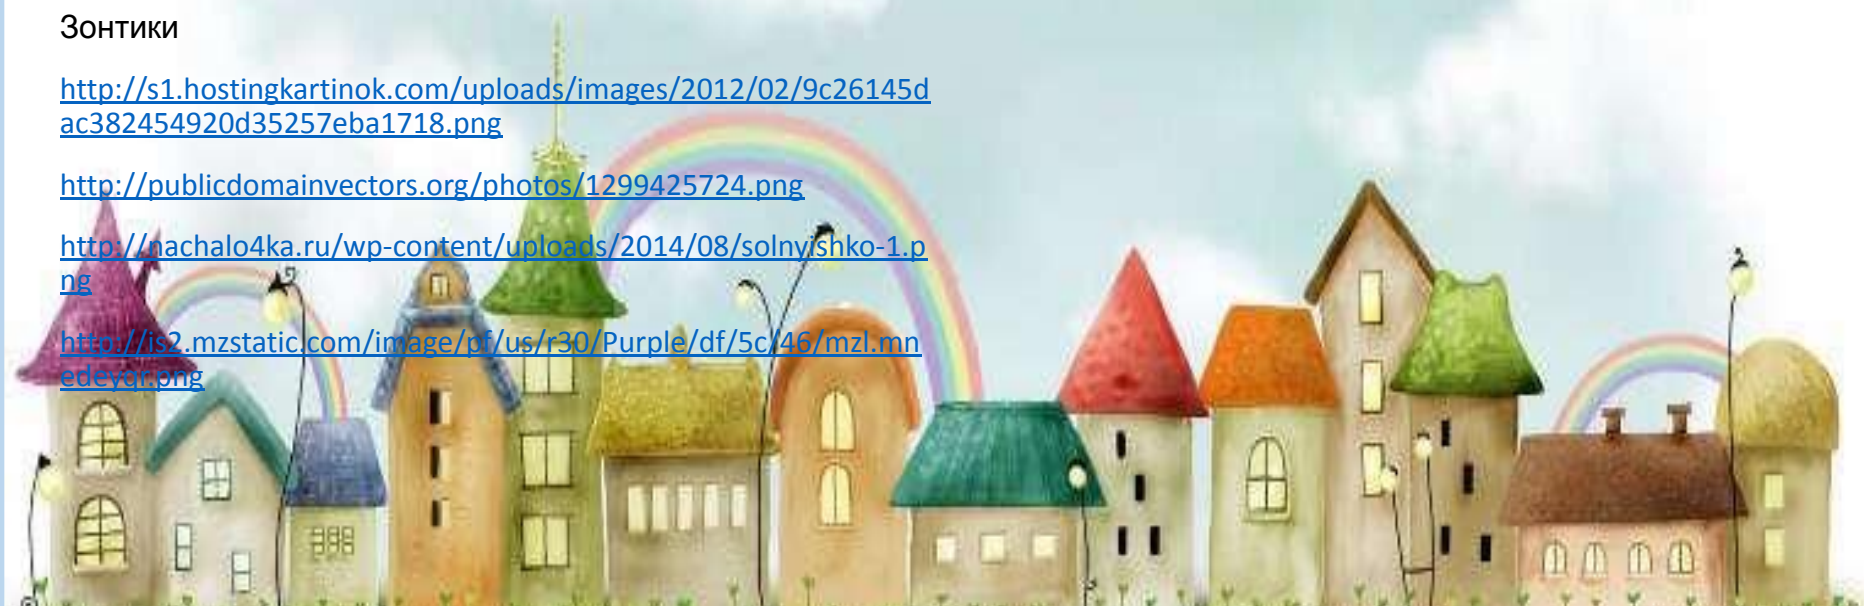 Зонтики
http://s1.hostingkartinok.com/uploads/images/2012/02/9c26145d
ac382454920d35257eba1718.png
http://publicdomainvectors.org/photos/1299425724.png
http://nachalo4ka.ru/wp-content/uploads/2014/08/solnyishko-1.p
ng
http://is2.mzstatic.com/image/pf/us/r30/Purple/df/5c/46/mzl.mn
edeyqr.png